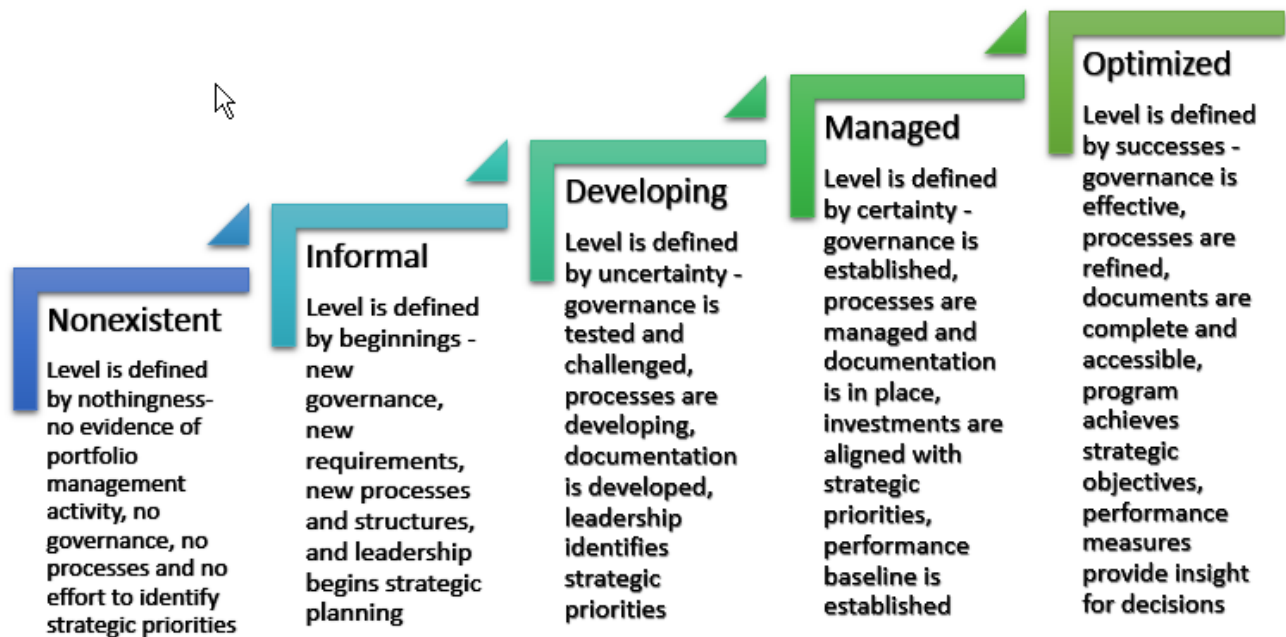 Nonexistent
Level is defined
by nothingness-
no evidence of
portfolio
management
activity, no
governance, no
processes and no
effort to identify
strategic priorities
Informal
Level is defined
by beginnings -
new
governance,
new
requirements,
new processes
and structures,
and leadership
begins strategic
planning
Developing
Level is defined
by uncertainty -
governance is
tested and
challenged,
processes are
developing,
documentation
is developed,
leadership
identifies
strategic
priorities
Managed
Level is defined
by certainty -
governance is
established,
processes are
managed and
documentation
is in place,
investments are
aligned with
strategic
priorities,
performance
baseline is
established
Optimized
Level is defined
by successes -
governance is
effective,
processes are
refined,
documents are
complete and
accessible,
program
achieves
strategic
objectives,
performance
measures
provide insight
for decisions